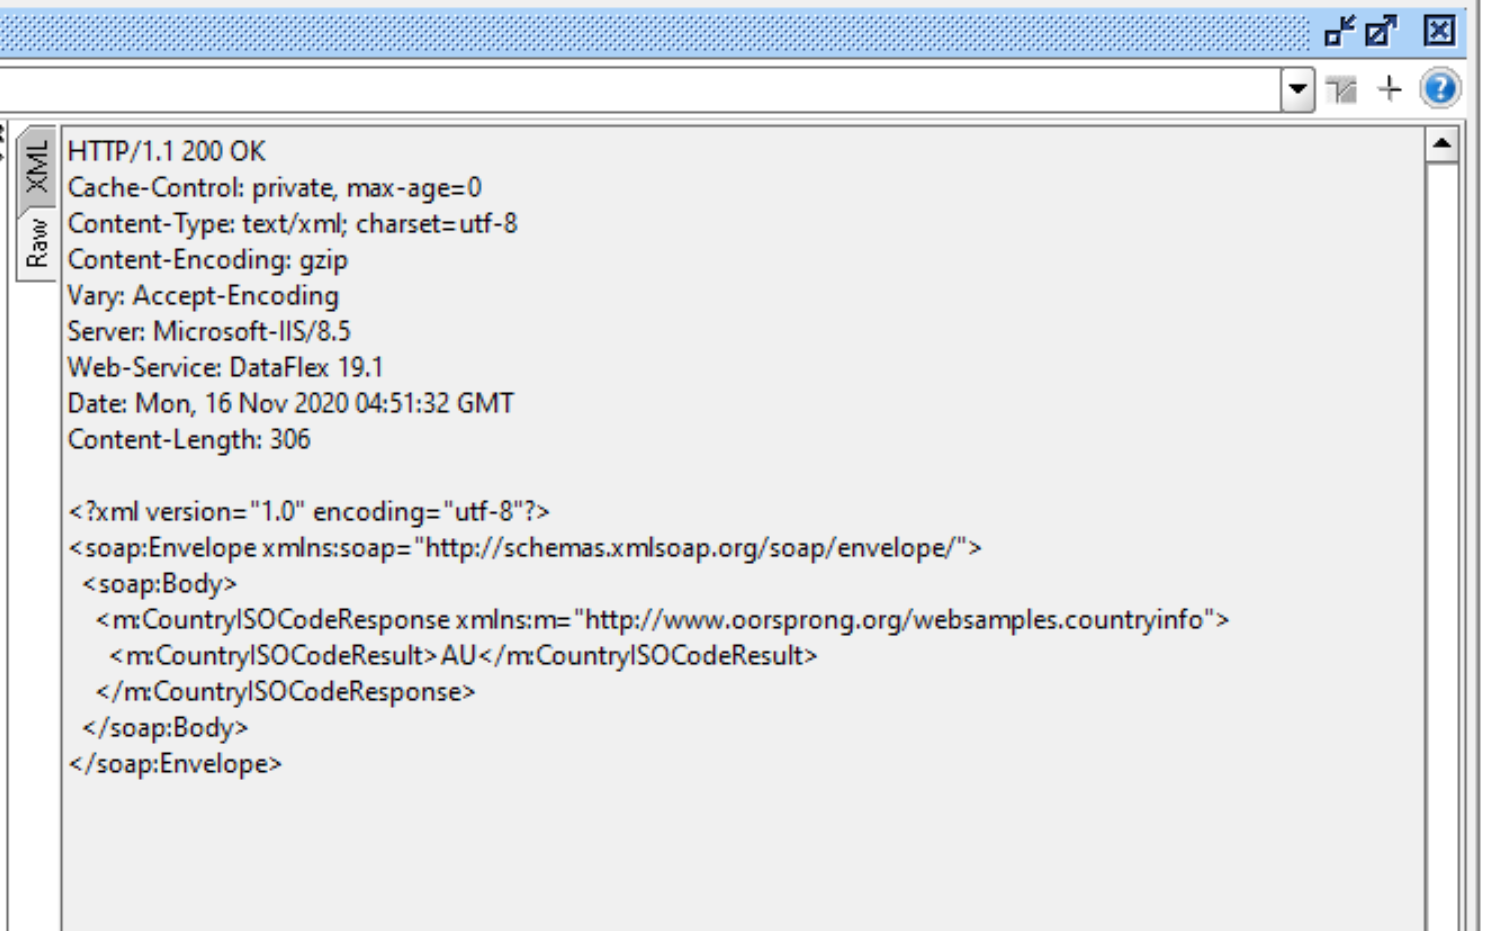 XML
Raw
HTTP/1.1 200 OK
Cache-Control: private, max-age=0
Content-Type: text/xml; charset=utf-8
Content-Encoding: gzip
Vary: Accept-Encoding
Server: Microsoft-IIS/8.5
Web-Service: DataFlex 19.1
Date: Mon, 16 Nov 2020 04:51:32 GMT
Content-Length: 306

<?xml version="1.0" encoding="utf-8"?>
<soap:Envelope xmlns:soap="http://schemas.xmlsoap.org/soap/envelope/">
  <soap:Body>
    <m:CountryISOCodeResponse xmlns:m="http://www.oorsprong.org/websamples.countryinfo">
      <m:CountryISOCodeResult>AU</m:CountryISOCodeResult>
    </m:CountryISOCodeResponse>
  </soap:Body>
</soap:Envelope>